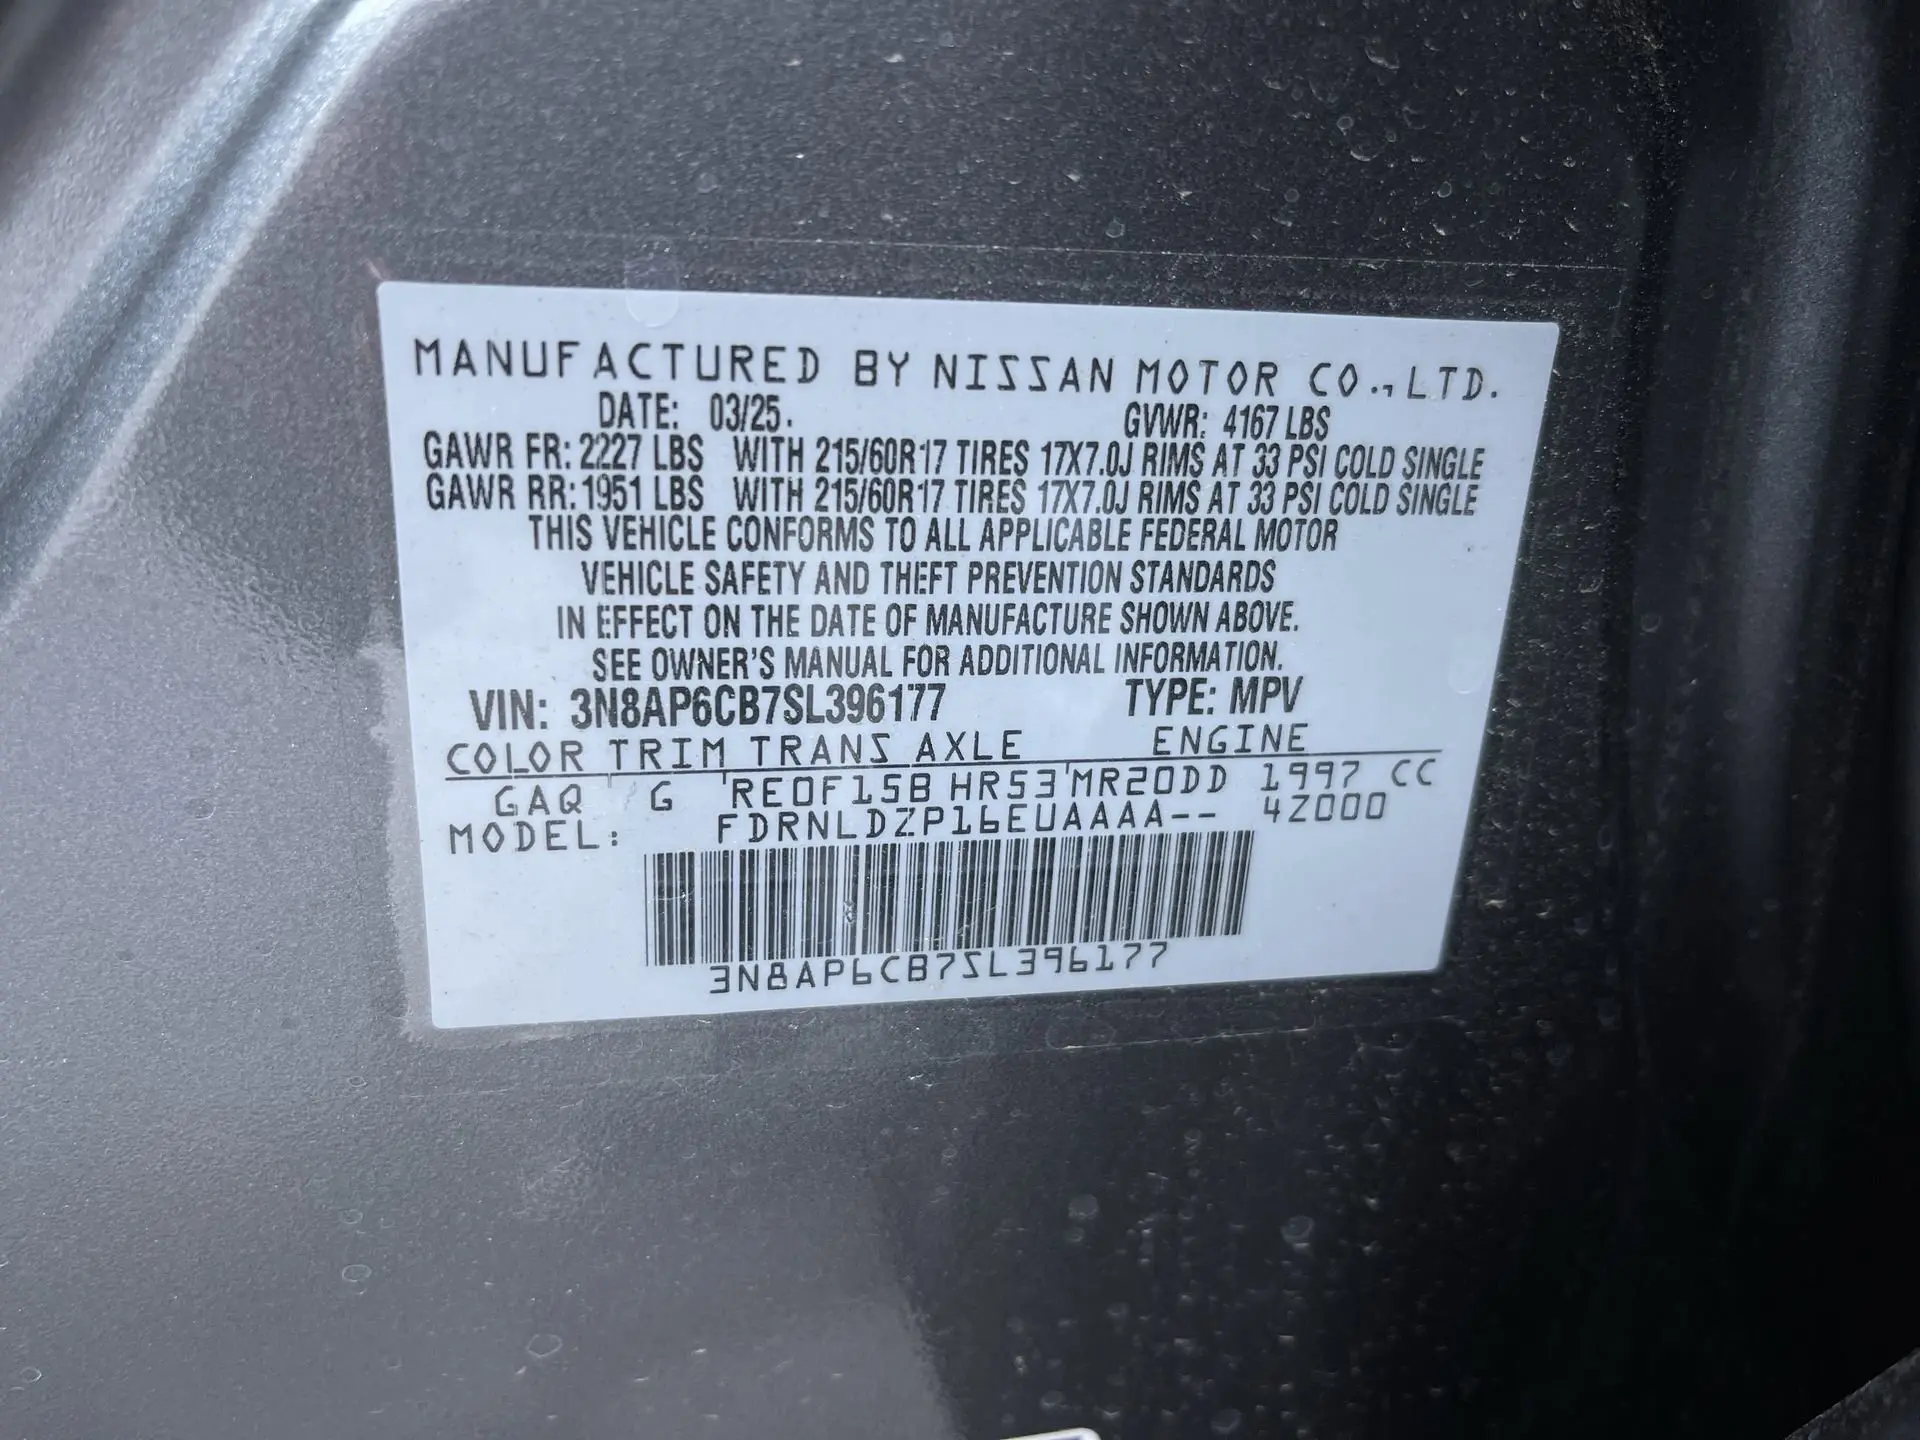 MANUFACTURED BY NISSAN MOTOR CO., LTD.
DATE: 03/25. GVWR: 4167 LBS
GAWR FR: 2227 LBS WITH 215/60R17 TIRES 17X7.0J RIMS AT 33 PSI COLD SINGLE
GAWR RR: 1951 LBS WITH 215/60R17 TIRES 17X7.0J RIMS AT 33 PSI COLD SINGLE
THIS VEHICLE CONFORMS TO ALL APPLICABLE FEDERAL MOTOR
VEHICLE SAFETY AND THEFT PREVENTION STANDARDS
IN EFFECT ON THE DATE OF MANUFACTURE SHOWN ABOVE.
SEE OWNER'S MANUAL FOR ADDITIONAL INFORMATION.
VIN: 3N8AP6CB7SL396177 TYPE: MPV
COLOR TRIM TRANS AXLE ENGINE
GAQ G RE0F15B HR53 MR20DD 1997 CC
MODEL: FDRNLDZP16EUAAAA-- 4Z000
3N8AP6CB7SL396177